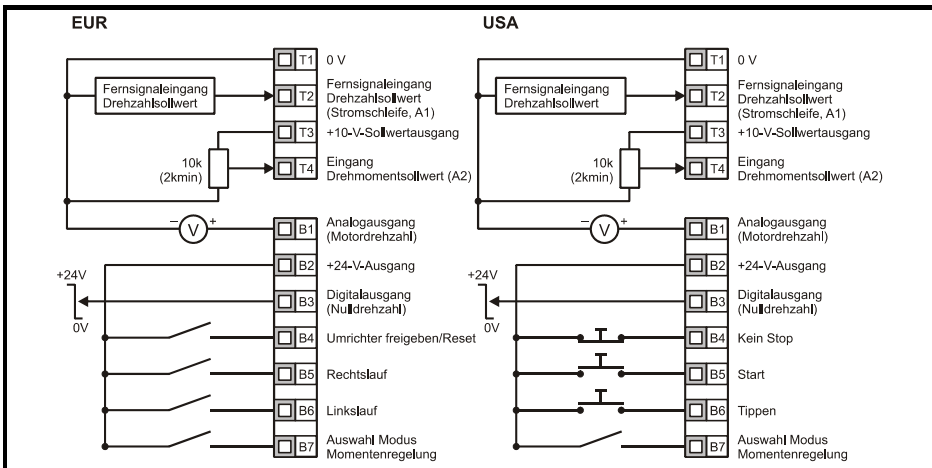 EUR
T1 0 V
Fernsignaleingang
Drehzahlsollwert
T2 Fernsignaleingang
Drehzahlsollwert
(Stromschleife, A1)
T3 +10-V-Sollwertausgang
10k
(2kmin)
T4 Eingang
Drehmomentsollwert (A2)
– V +
B1 Analogausgang
(Motordrehzahl)
B2 +24-V-Ausgang
+24V
0V
B3 Digitalausgang
(Nulldrehzahl)
B4 Umrichter freigeben/Reset
B5 Rechtslauf
B6 Linkslauf
B7 Auswahl Modus
Momentenregelung
USA
T1 0 V
Fernsignaleingang
Drehzahlsollwert
T2 Fernsignaleingang
Drehzahlsollwert
(Stromschleife, A1)
T3 +10-V-Sollwertausgang
10k
(2kmin)
T4 Eingang
Drehmomentsollwert (A2)
– V +
B1 Analogausgang
(Motordrehzahl)
B2 +24-V-Ausgang
+24V
0V
B3 Digitalausgang
(Nulldrehzahl)
B4 Kein Stop
B5 Start
B6 Tippen
B7 Auswahl Modus
Momentenregelung